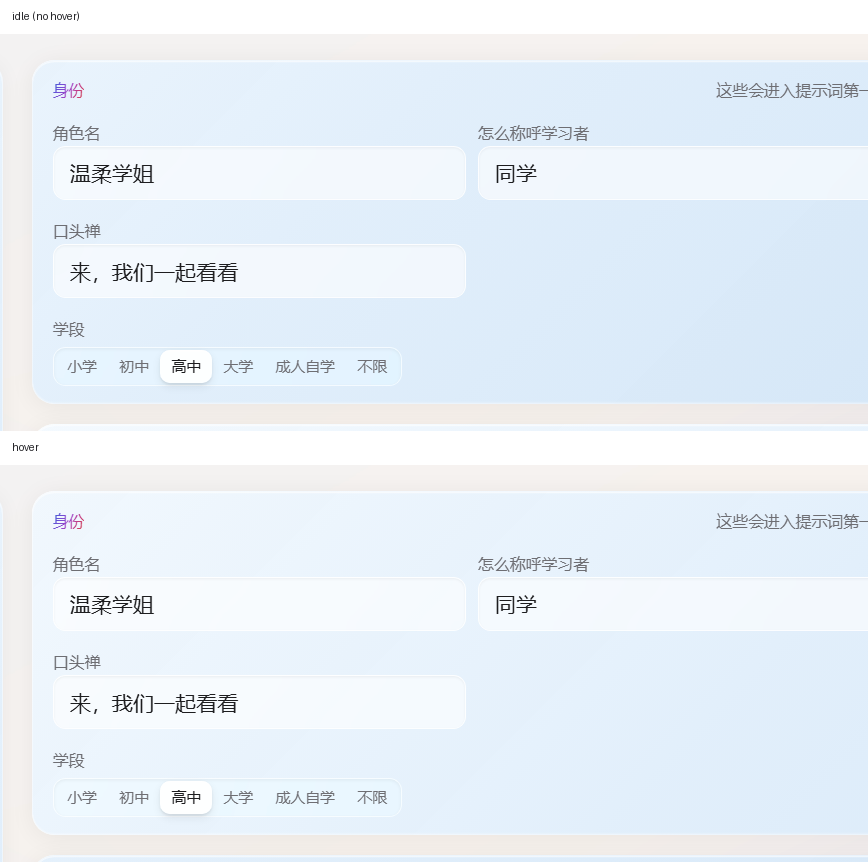 idle (no hover)
身份
这些会进入提示词第一
角色名
怎么称呼学习者
温柔学姐
同学
口头禅
来，我们一起看看
学段
小学 初中 高中 大学 成人自学 不限
hover
身份
这些会进入提示词第一
角色名
怎么称呼学习者
温柔学姐
同学
口头禅
来，我们一起看看
学段
小学 初中 高中 大学 成人自学 不限